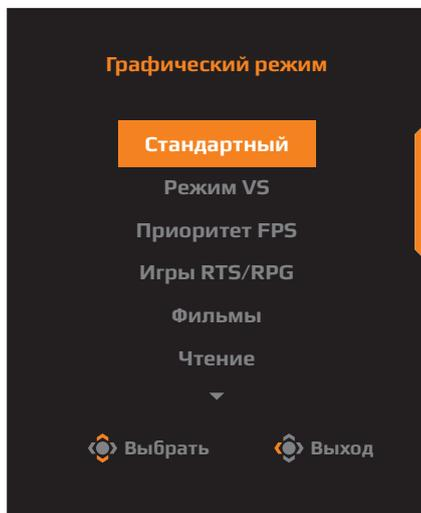 Графический режим
Стандартный
Режим VS
Приоритет FPS
Игры RTS/RPG
Фильмы
Чтение
Выбрать
Выход